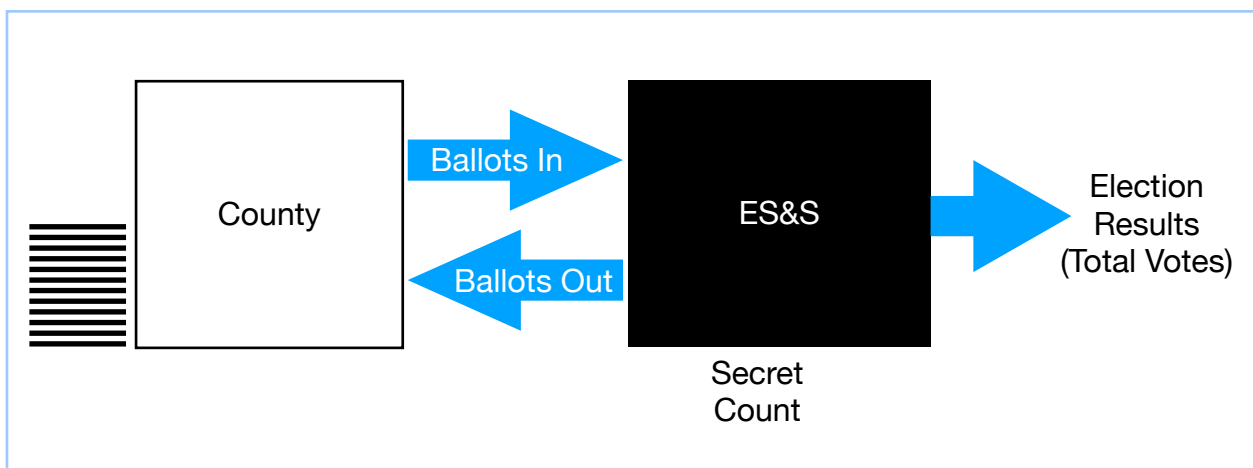 County
Ballots In
Ballots Out
ES&S
Secret
Count
Election
Results
(Total Votes)